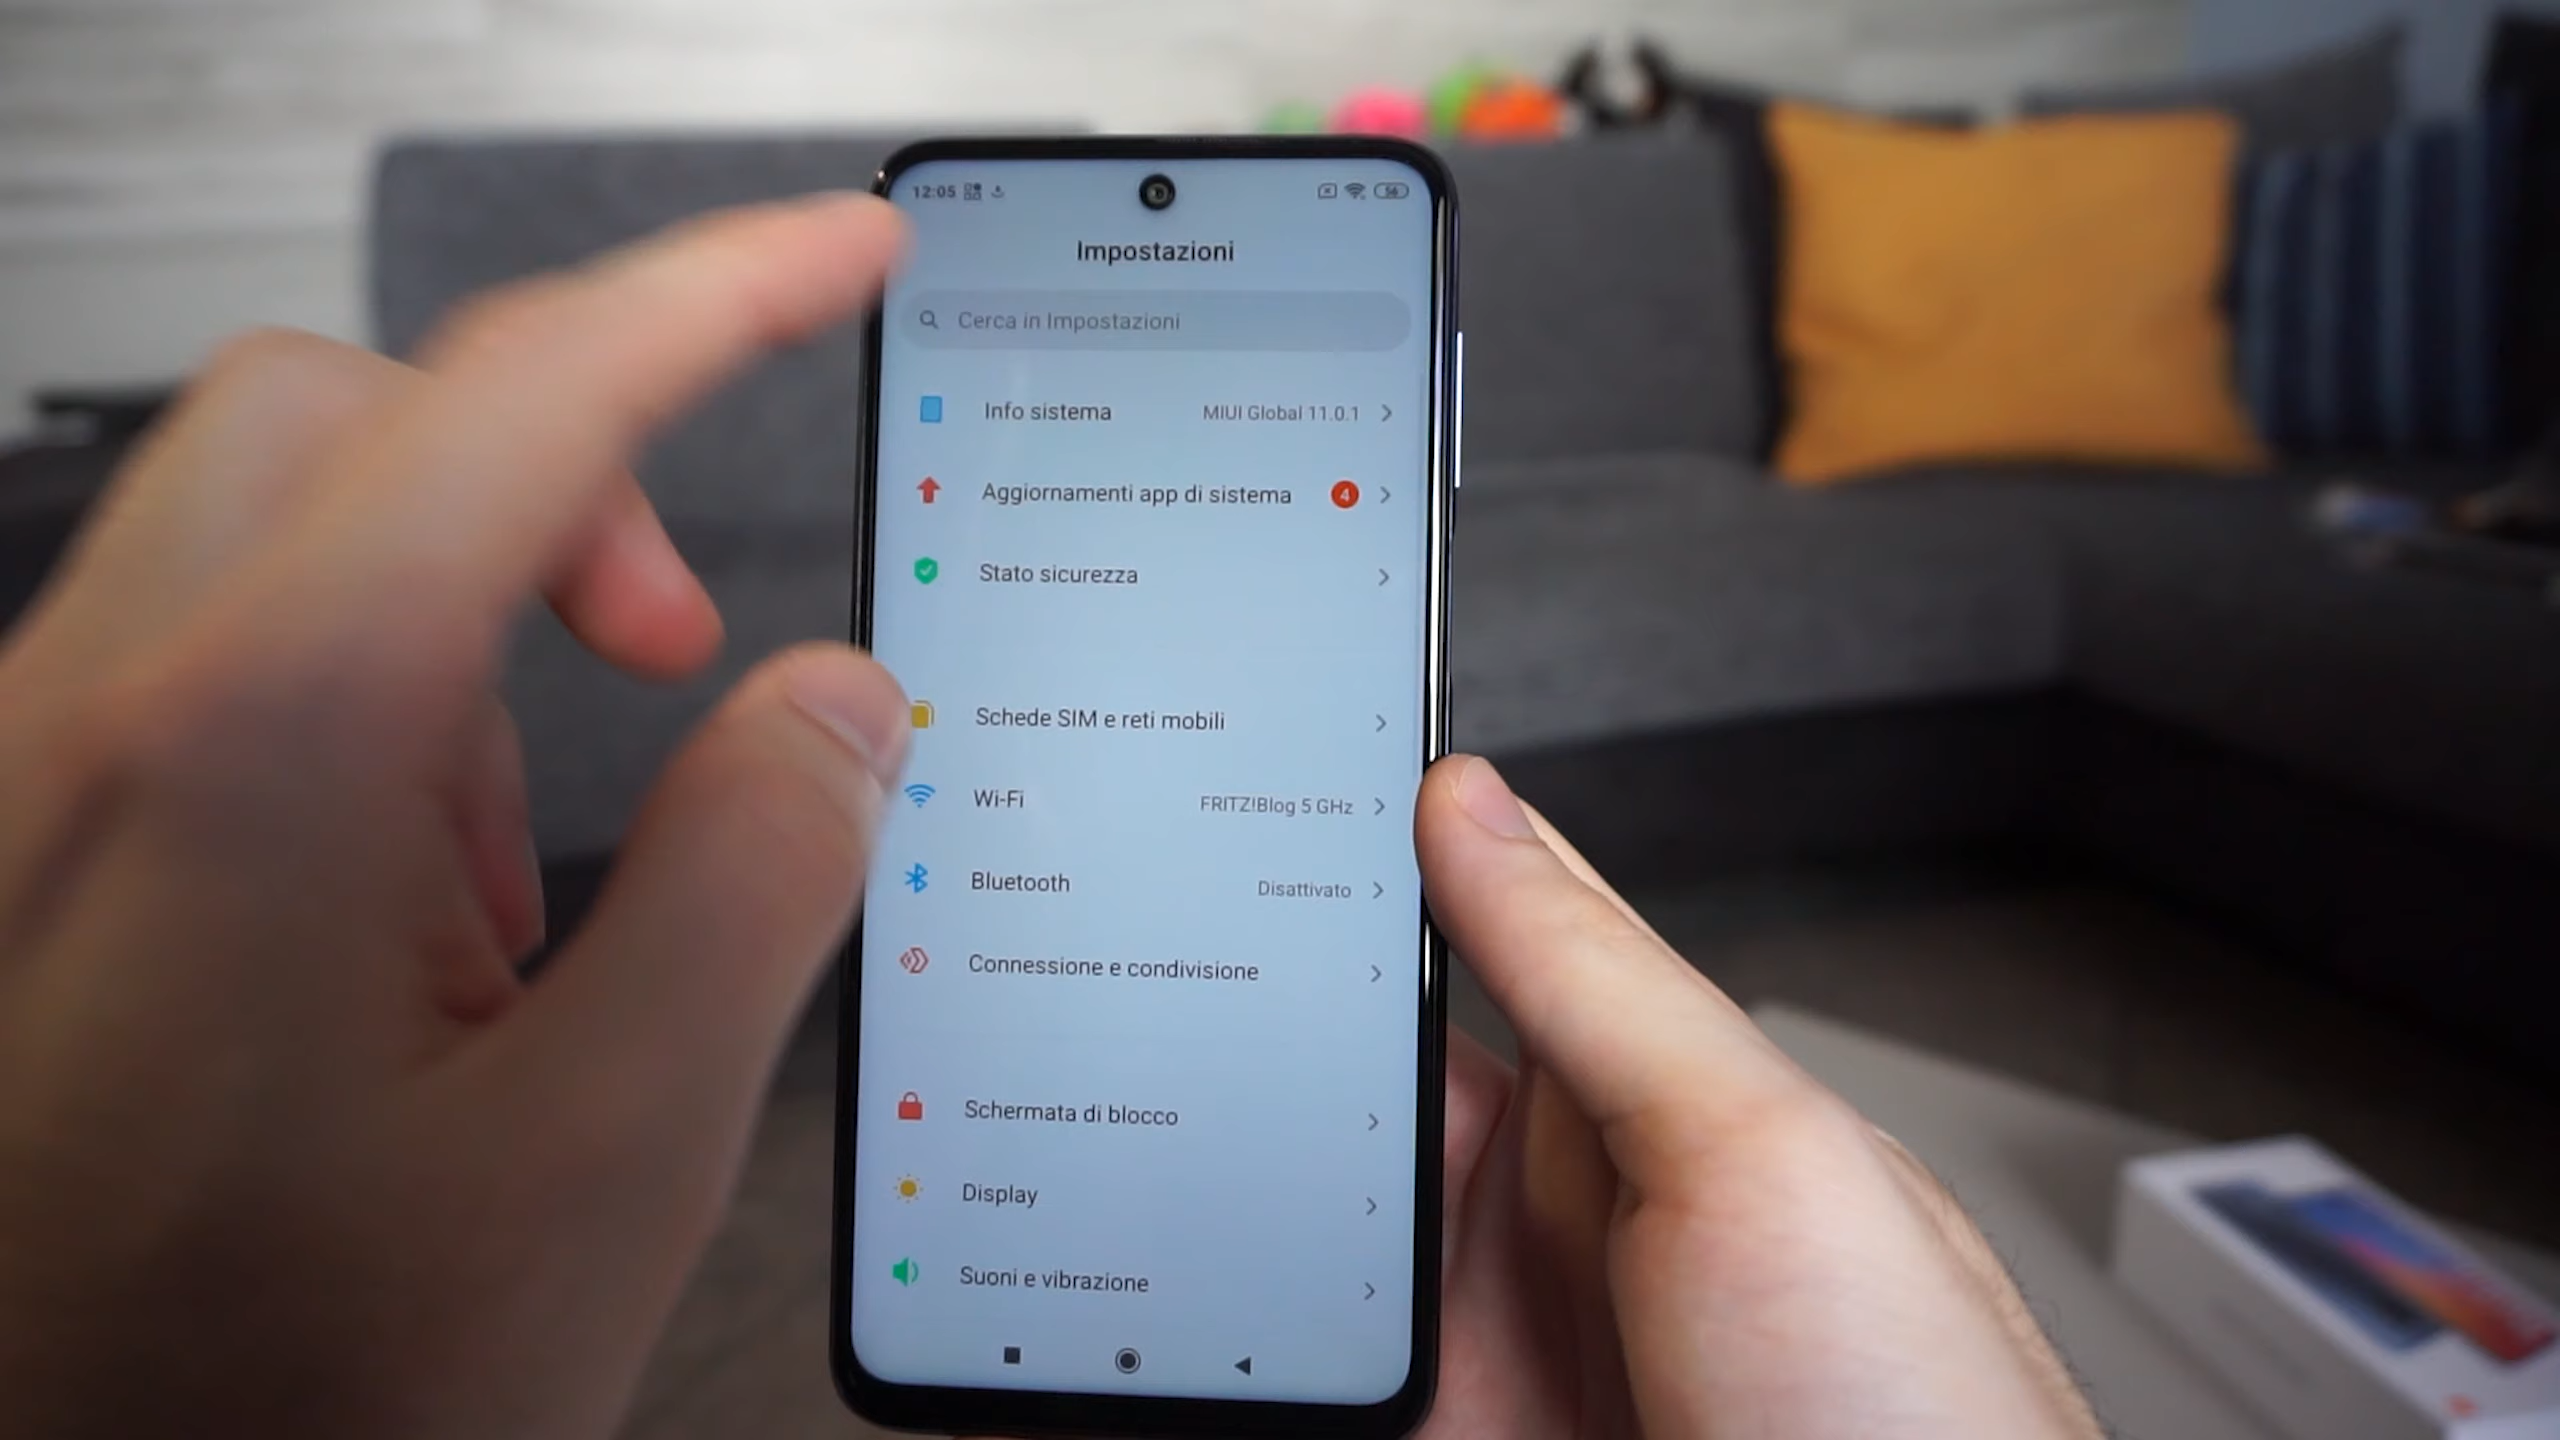 12:05 56
Impostazioni
Cerca in Impostazioni
Info sistema MIUI Global 11.0.1
Aggiornamenti app di sistema 4
Stato sicurezza
Schede SIM e reti mobili
Wi-Fi FRITZ!Blog 5 GHz
Bluetooth Disattivato
Connessione e condivisione
Schermata di blocco
Display
Suoni e vibrazione